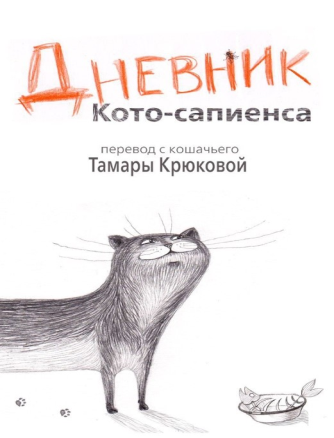 Дневник
Кото-сапиенса
перевод с кошачьего
Тамары Крюковой